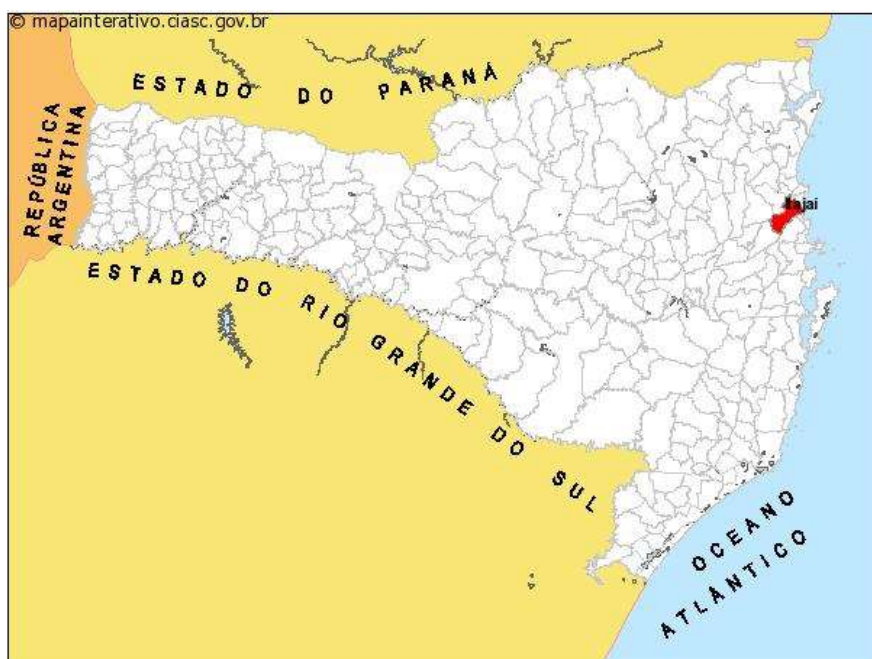 © mapainterativo.ciasc.gov.br
ESTADO DO PARANÁ
REPÚBLICA
ARGENTINA
Itajaí
ESTADO DO RIO GRANDE DO SUL
OCEANO
ATLÂNTICO